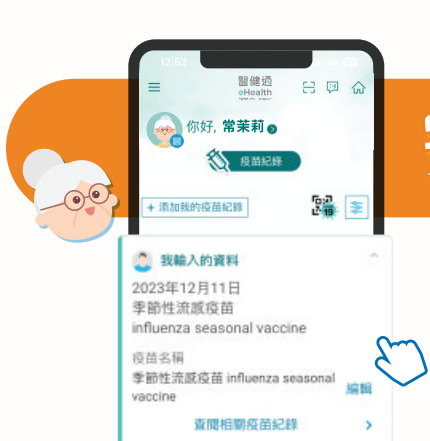 12:52
醫健通
eHealth
你好, 常茉莉
疫苗紀錄
+ 添加我的疫苗紀錄
19
我輸入的資料
2023年12月11日
季節性流感疫苗
influenza seasonal vaccine
疫苗名稱
季節性流感疫苗 influenza seasonal
vaccine
編輯
查閱相關疫苗紀錄